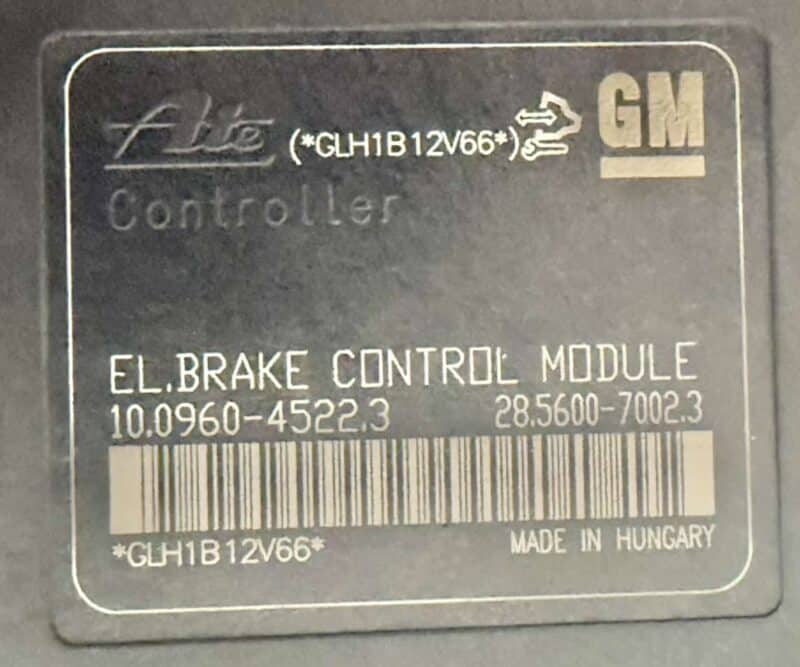 Ate (*GLH1B12V66*) GM
Controller
EL.BRAKE CONTROL MODULE
10.0960-4522.3 28.5600-7002.3
*GLH1B12V66* MADE IN HUNGARY